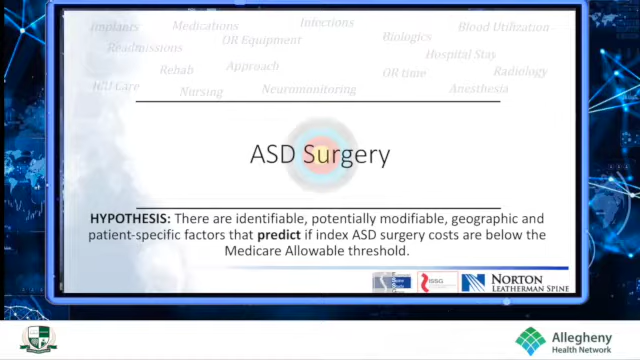 Implants Medications Infections Blood Utilization
Readmissions OR Equipment Biologics
Hospital Stay
Rehab Approach OR time Radiology
ICU Care Nursing Neuromonitoring Anesthesia
ASD Surgery
HYPOTHESIS: There are identifiable, potentially modifiable, geographic and
patient-specific factors that predict if index ASD surgery costs are below the
Medicare Allowable threshold.
ISSG
NORTON
LEATHERMAN SPINE
Allegheny
Health Network